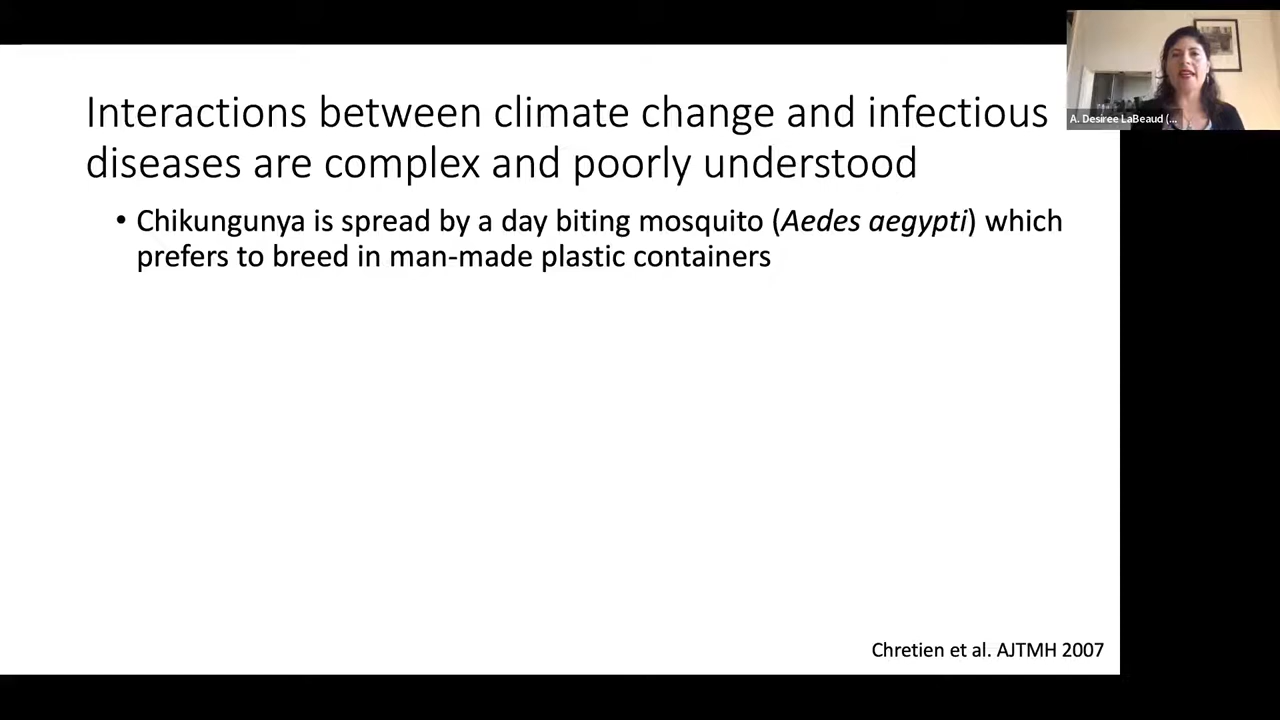 Interactions between climate change and infectious
diseases are complex and poorly understood
• Chikungunya is spread by a day biting mosquito (Aedes aegypti) which
prefers to breed in man-made plastic containers
Chretien et al. AJTMH 2007
A. Desiree LaBeaud (...